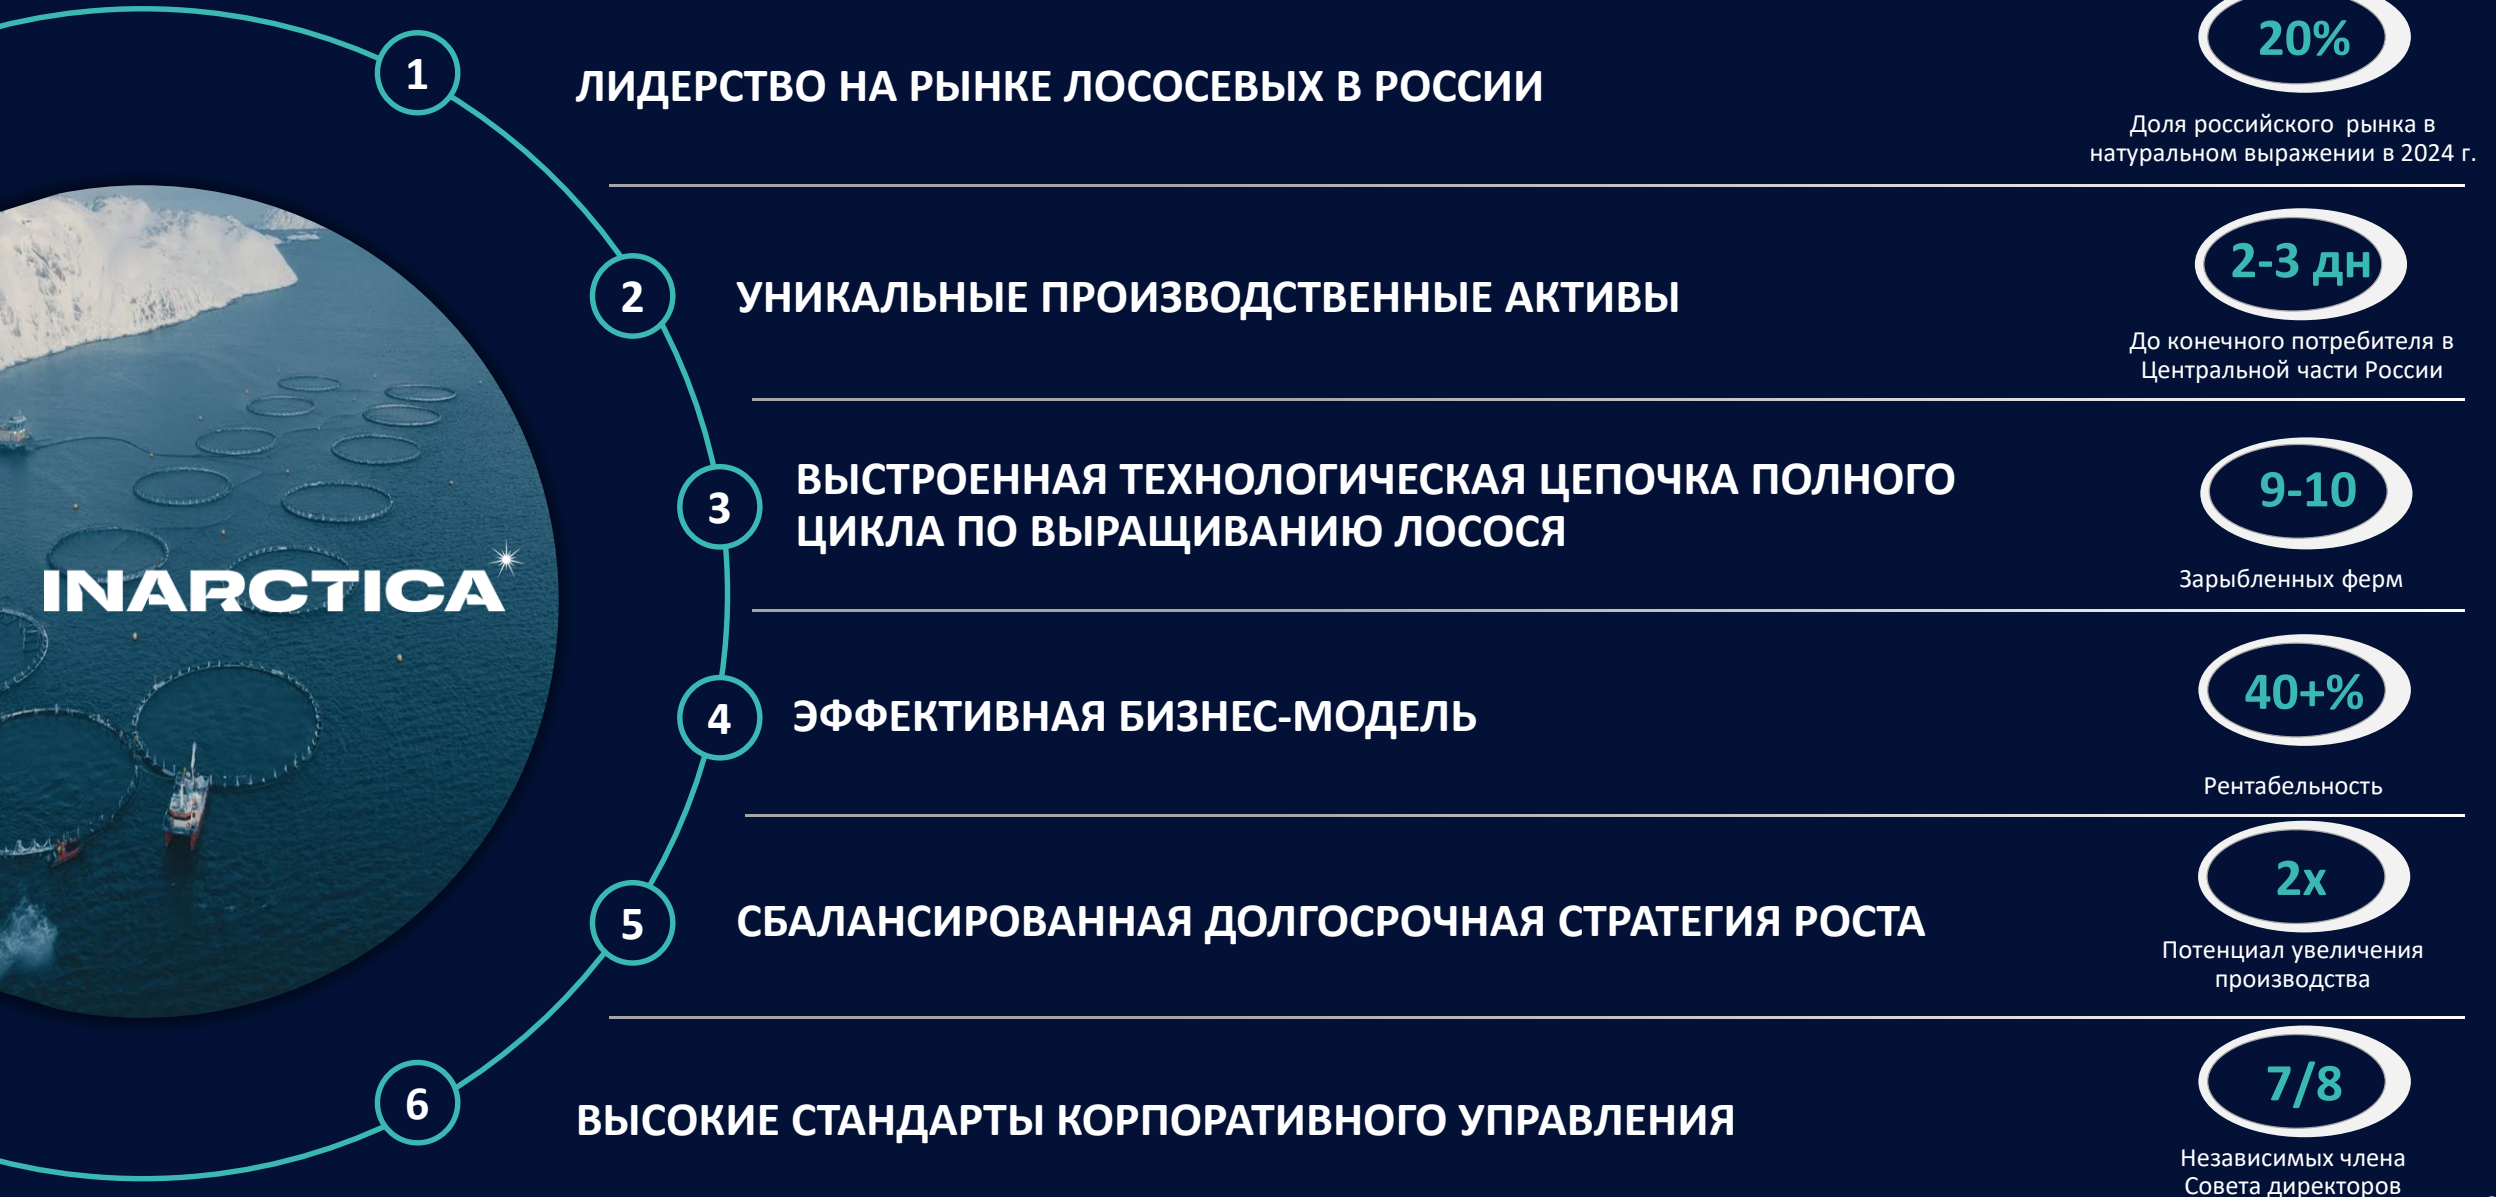 1
ЛИДЕРСТВО НА РЫНКЕ ЛОСОСЕВЫХ В РОССИИ
20%
Доля российского рынка в
натуральном выражении в 2024 г.
2
УНИКАЛЬНЫЕ ПРОИЗВОДСТВЕННЫЕ АКТИВЫ
2-3 дн
До конечного потребителя в
Центральной части России
3
ВЫСТРОЕННАЯ ТЕХНОЛОГИЧЕСКАЯ ЦЕПОЧКА ПОЛНОГО
ЦИКЛА ПО ВЫРАЩИВАНИЮ ЛОСОСЯ
9-10
Зарыбленных ферм
INARCTICA
4
ЭФФЕКТИВНАЯ БИЗНЕС-МОДЕЛЬ
40+%
Рентабельность
5
СБАЛАНСИРОВАННАЯ ДОЛГОСРОЧНАЯ СТРАТЕГИЯ РОСТА
2x
Потенциал увеличения
производства
6
ВЫСОКИЕ СТАНДАРТЫ КОРПОРАТИВНОГО УПРАВЛЕНИЯ
7/8
Независимых члена
Совета директоров